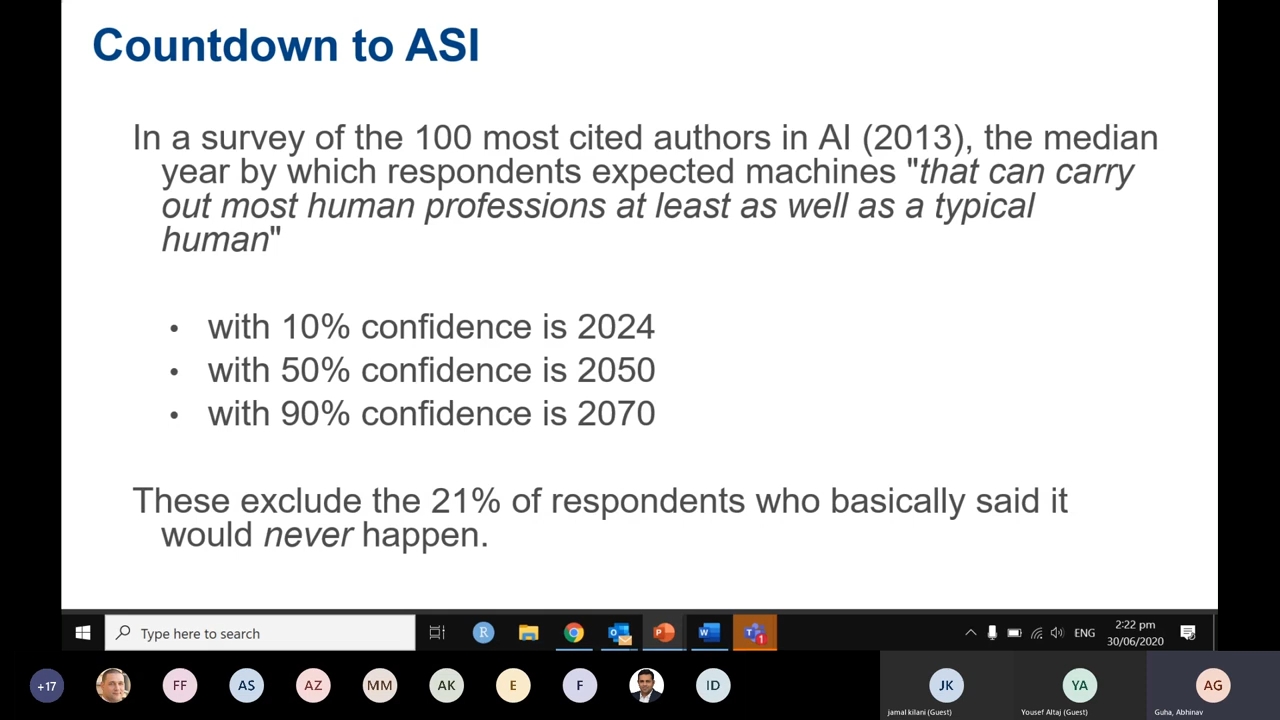 Countdown to ASI
In a survey of the 100 most cited authors in AI (2013), the median
year by which respondents expected machines "that can carry
out most human professions at least as well as a typical
human"
• with 10% confidence is 2024
• with 50% confidence is 2050
• with 90% confidence is 2070
These exclude the 21% of respondents who basically said it
would never happen.
Type here to search
R
1
ENG
2:22 pm
30/06/2020
+17
FF
AS
AZ
MM
AK
E
F
ID
JK
jamal kilani (Guest)
YA
Yousef Altaj (Guest)
AG
Guha, Abhinav